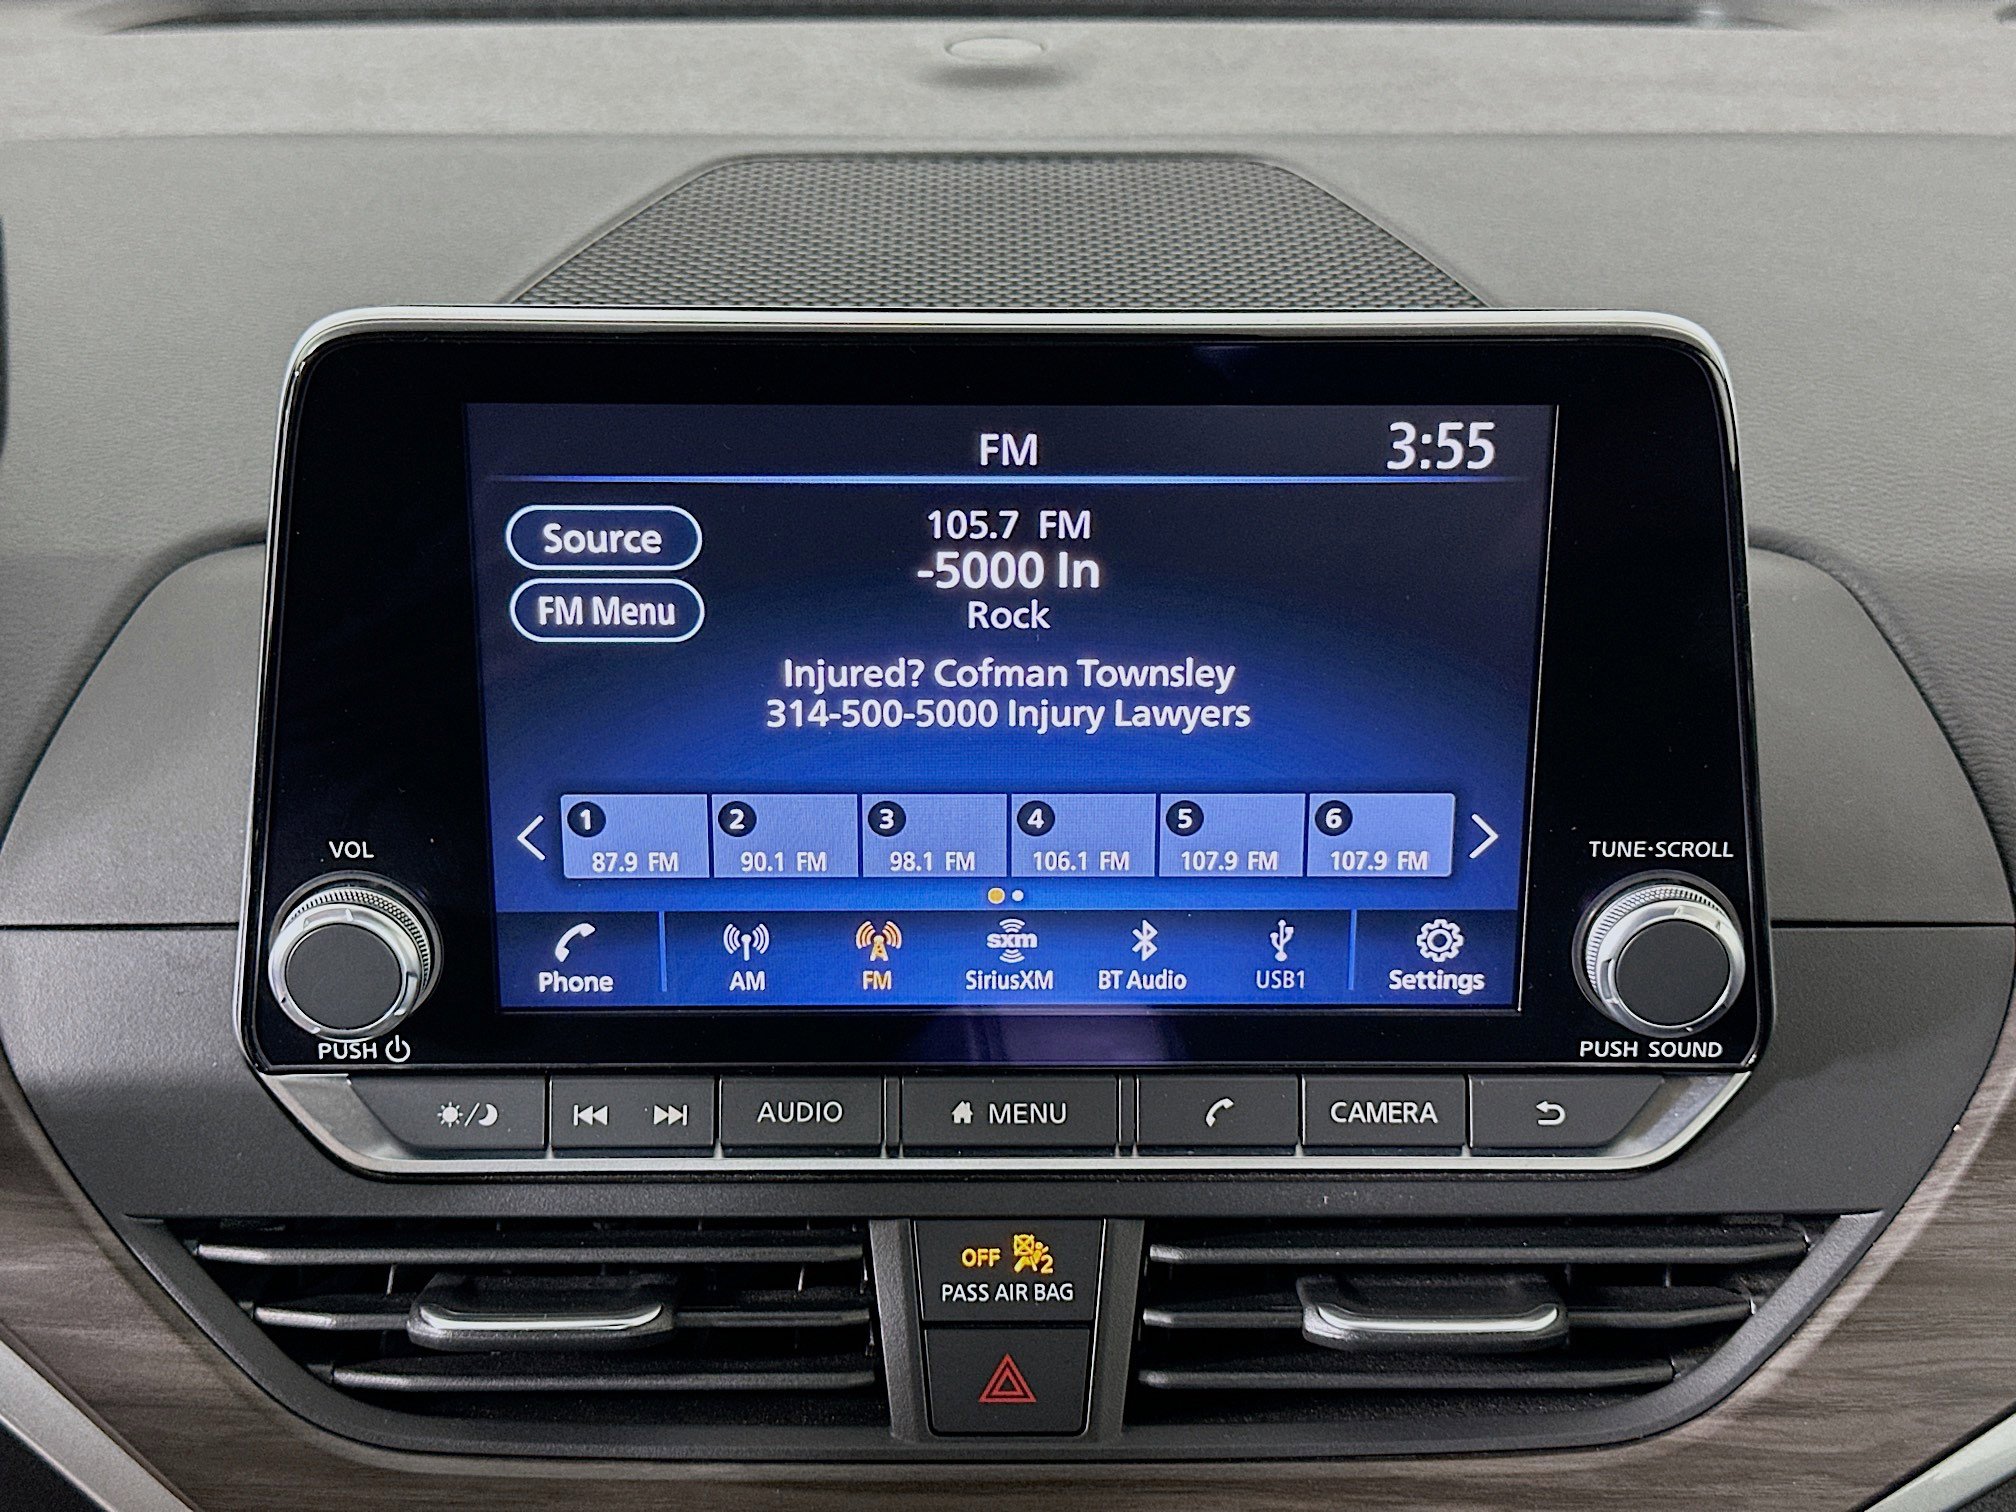 FM
3:55
Source
FM Menu
105.7 FM
-5000 In
Rock
Injured? Cofman Townsley
314-500-5000 Injury Lawyers
1
87.9 FM
2
90.1 FM
3
98.1 FM
4
106.1 FM
5
107.9 FM
6
107.9 FM
VOL
PUSH
TUNE·SCROLL
PUSH SOUND
Phone
AM
FM
sxm
SiriusXM
BT Audio
USB1
Settings
AUDIO
MENU
CAMERA
OFF
2
PASS AIR BAG